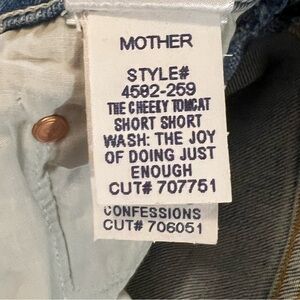 MOTHER
STYLE#
4582-259
THE CHEEKY TOMCAT
SHORT SHORT
WASH: THE JOY
OF DOING JUST
ENOUGH
CUT# 707751
CONFESSIONS
CUT# 706051